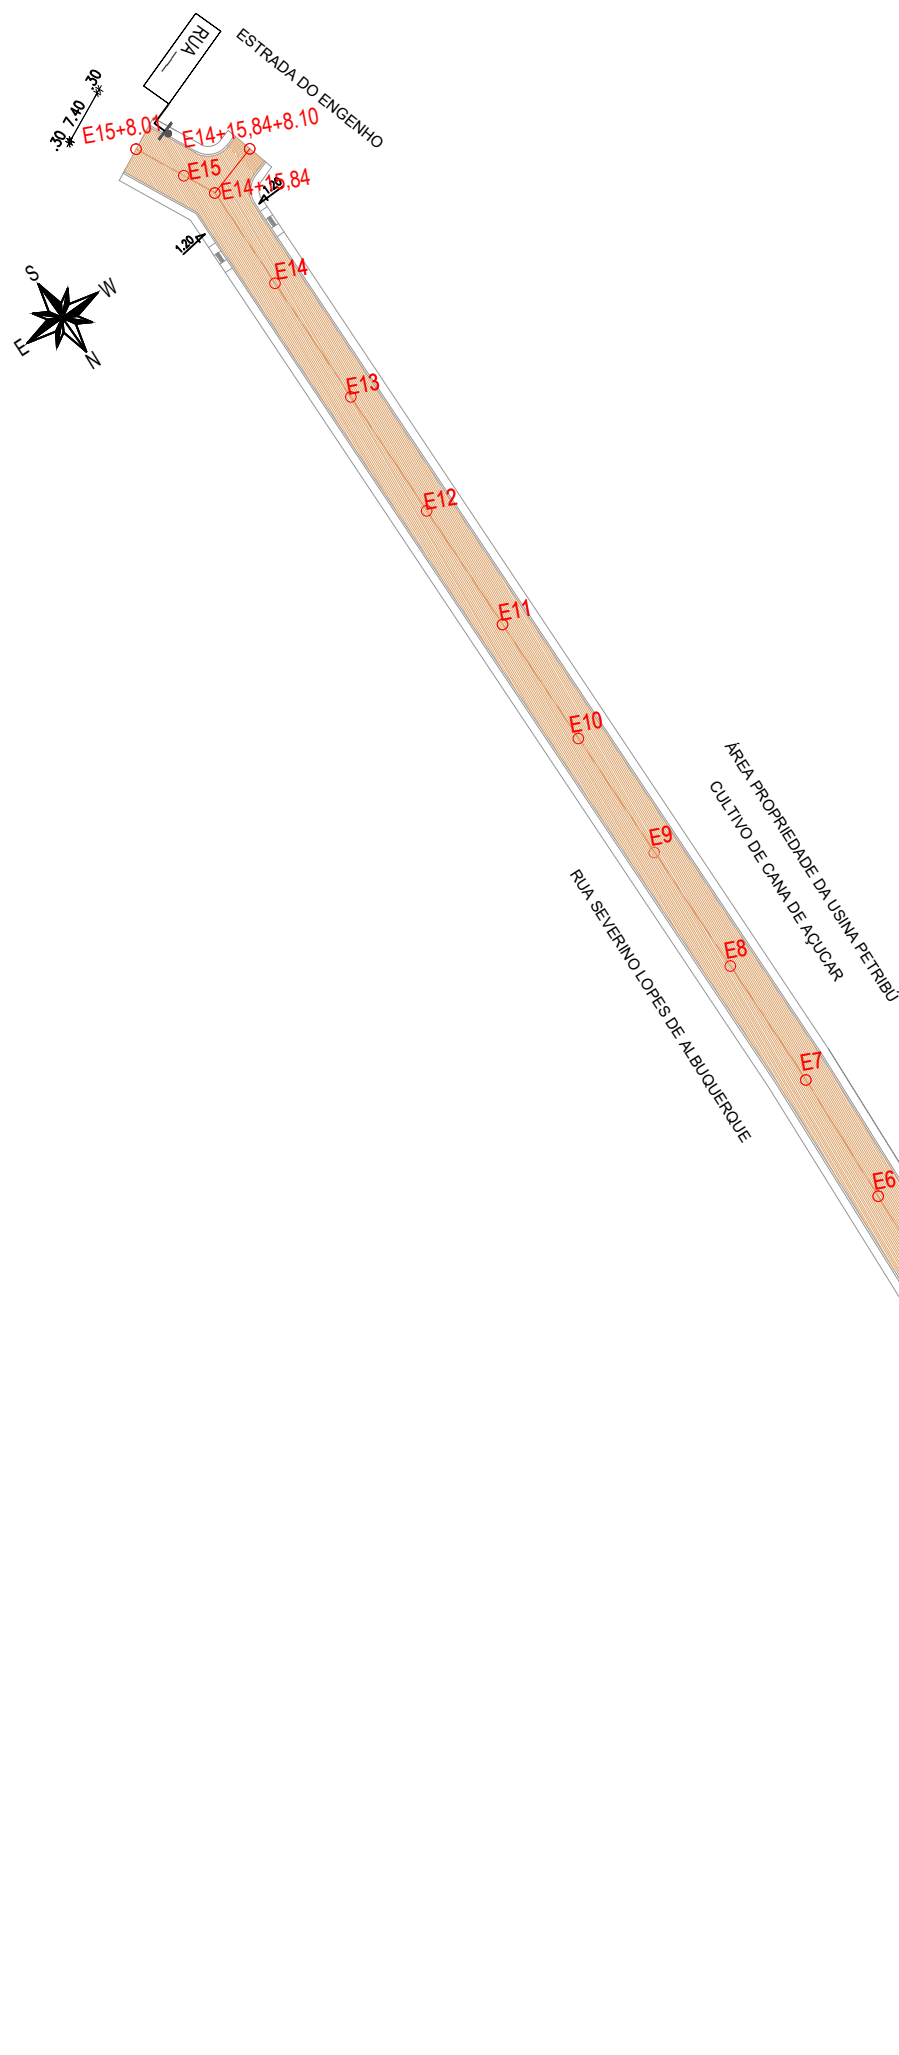 RUA__
ESTRADA DO ENGENHO
.30
7.40
.30
E15+8.01
E14+15,84+8.10
E15
E14+15,84
1.20
1.20
S
W
E
N
E14
E13
E12
E11
E10
E9
E8
E7
E6
ÁREA PROPRIEDADE DA USINA PETRIBÚ
CULTIVO DE CANA DE AÇUCAR
RUA SEVERINO LOPES DE ALBUQUERQUE